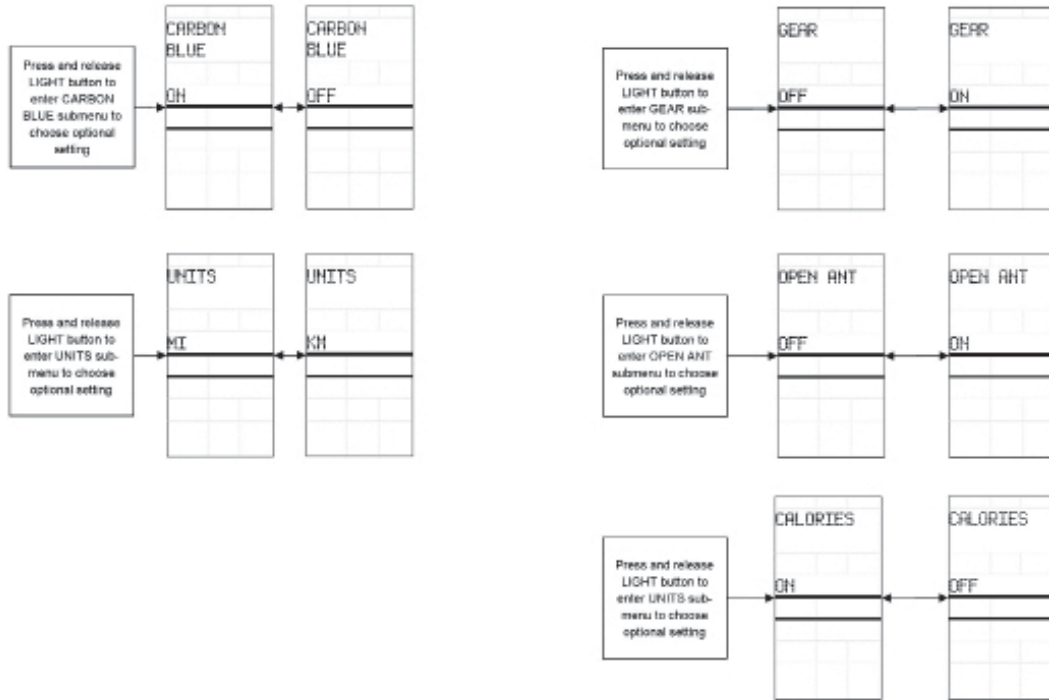 Press and release
LIGHT button to
enter CARBON
BLUE submenu to
choose optional
setting
CARBON
BLUE
ON
CARBON
BLUE
OFF
Press and release
LIGHT button to
enter GEAR sub-
menu to choose
optional setting
GEAR
OFF
GEAR
ON
Press and release
LIGHT button to
enter UNITS sub-
menu to choose
optional setting
UNITS
MI
UNITS
KM
Press and release
LIGHT button to
enter OPEN ANT
submenu to choose
optional setting
OPEN ANT
OFF
OPEN ANT
ON
Press and release
LIGHT button to
enter UNITS sub-
menu to choose
optional setting
CALORIES
ON
CALORIES
OFF